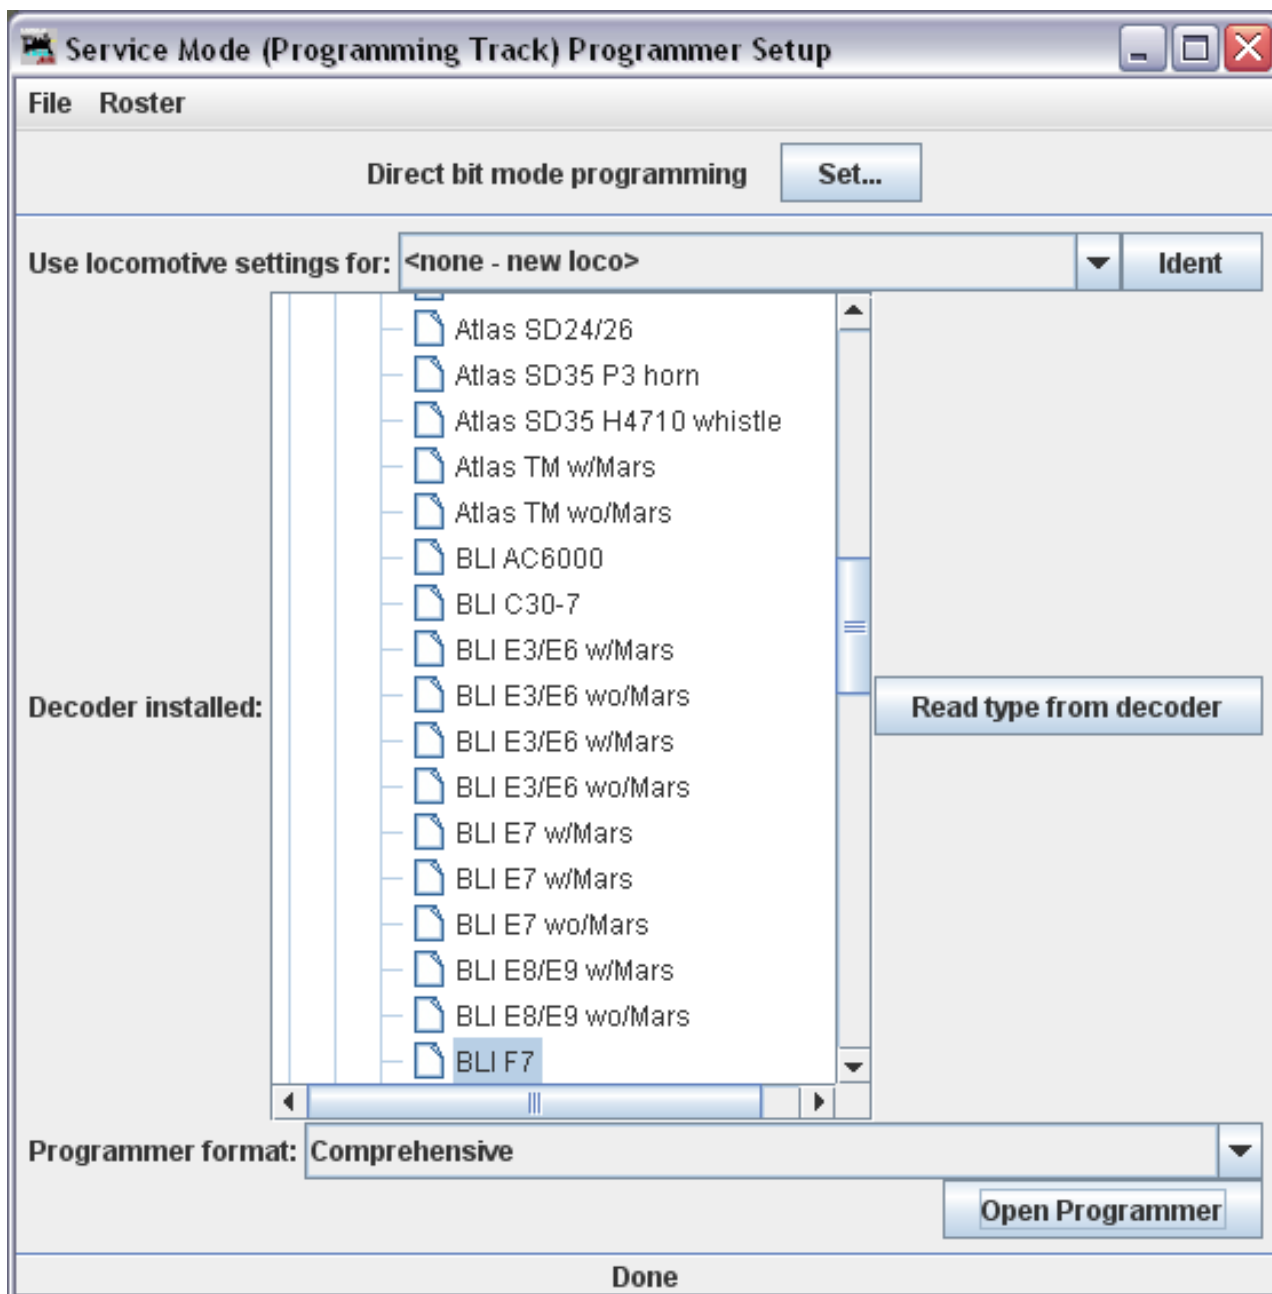 Service Mode (Programming Track) Programmer Setup
File Roster
Direct bit mode programming Set...
Use locomotive settings for: <none - new loco> Ident
Atlas SD24/26
Atlas SD35 P3 horn
Atlas SD35 H4710 whistle
Atlas TM w/Mars
Atlas TM wo/Mars
BLI AC6000
BLI C30-7
BLI E3/E6 w/Mars
BLI E3/E6 wo/Mars
Decoder installed: Read type from decoder
BLI E3/E6 w/Mars
BLI E3/E6 wo/Mars
BLI E7 w/Mars
BLI E7 w/Mars
BLI E7 wo/Mars
BLI E8/E9 w/Mars
BLI E8/E9 wo/Mars
BLI F7
Programmer format: Comprehensive
Open Programmer
Done